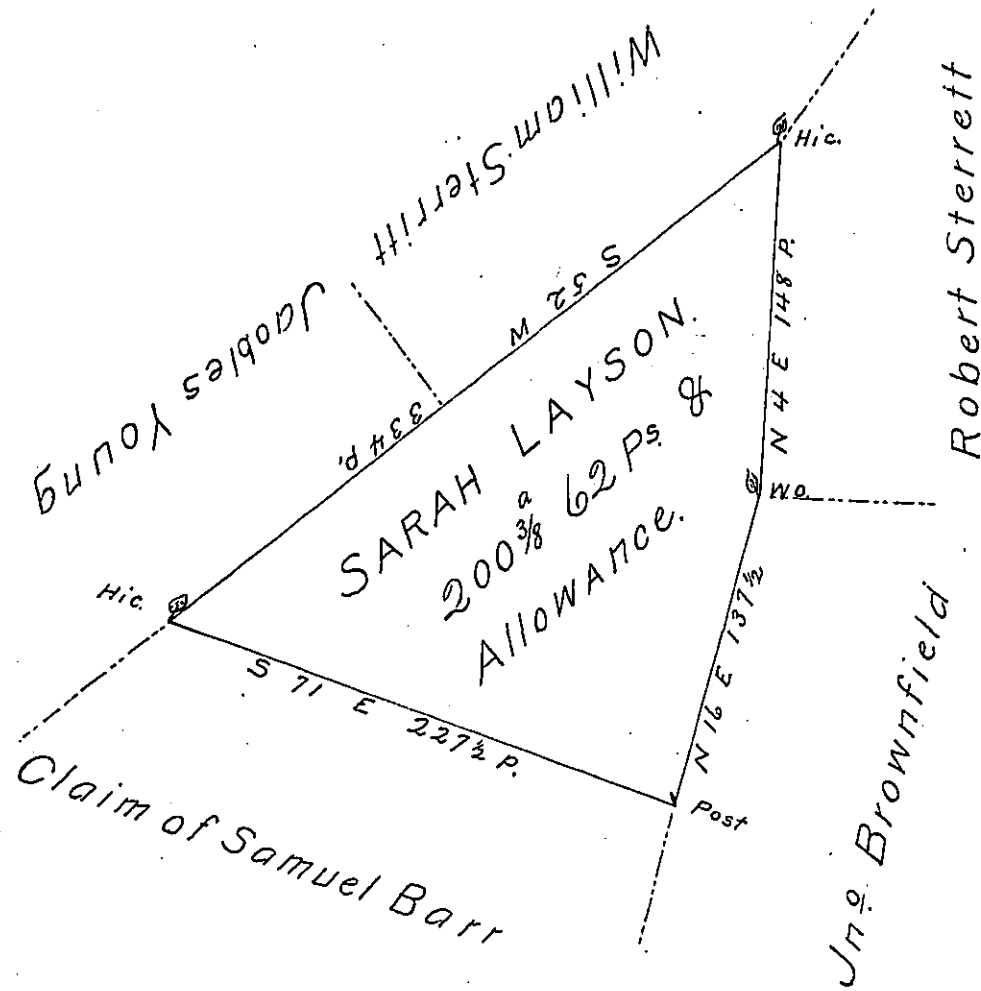 William Sterritt
Jaobles Young
Robert Sterrett
Hic.
S 52 W 334 P.
N 4 E 148 P.
SARAH LAYSON.
200 3/8 a 62 Ps. &
Allowance.
Wo.
Hic.
S 71 E 227½ P.
N 16 E 137½
Post
Claim of Samuel Barr
Jno. Brownfield